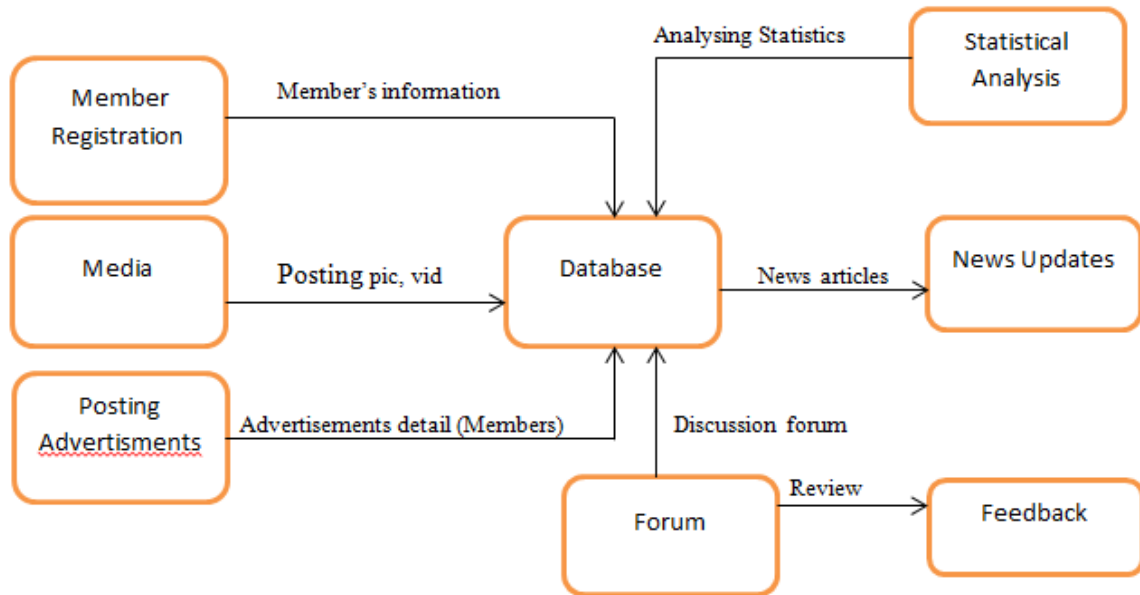 Analysing Statistics
Statistical
Analysis
Member
Registration
Member’s information
Media
Posting pic, vid
Database
News articles
News Updates
Posting
Advertisments
Advertisements detail (Members)
Discussion forum
Forum
Review
Feedback